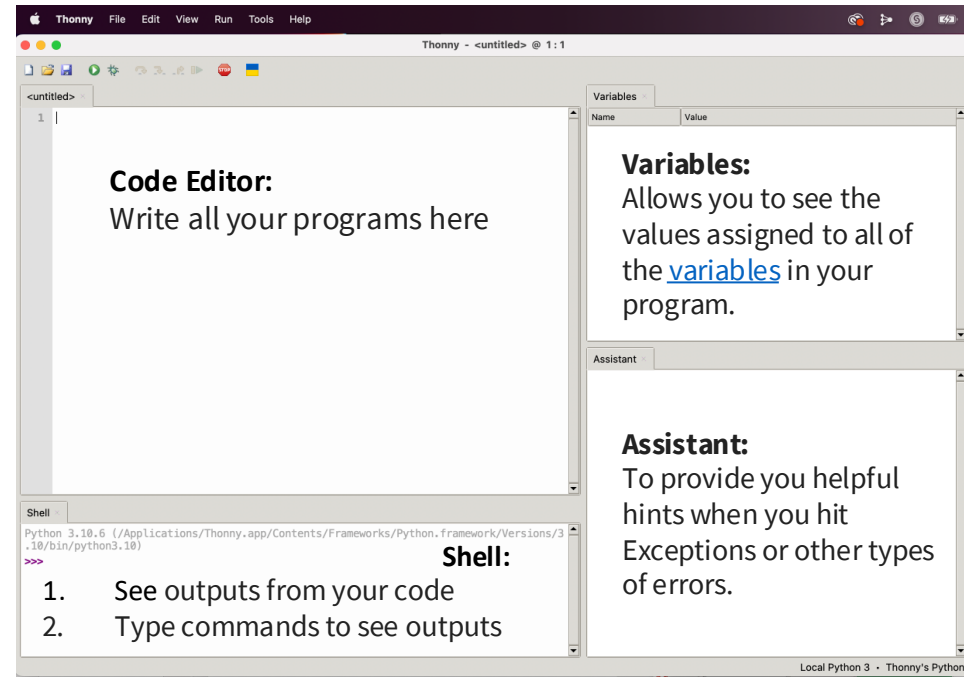 Thonny File Edit View Run Tools Help
Thonny - <untitled> @ 1:1
STOP
<untitled> ×
1
Code Editor:
Write all your programs here
Variables ×
Name Value
Variables:
Allows you to see the
values assigned to all of
the variables in your
program.
Assistant ×
Assistant:
To provide you helpful
hints when you hit
Exceptions or other types
of errors.
Shell ×
Python 3.10.6 (/Applications/Thonny.app/Contents/Frameworks/Python.framework/Versions/3
.10/bin/python3.10)
>>>
Shell:
1. See outputs from your code
2. Type commands to see outputs
Local Python 3 • Thonny's Python